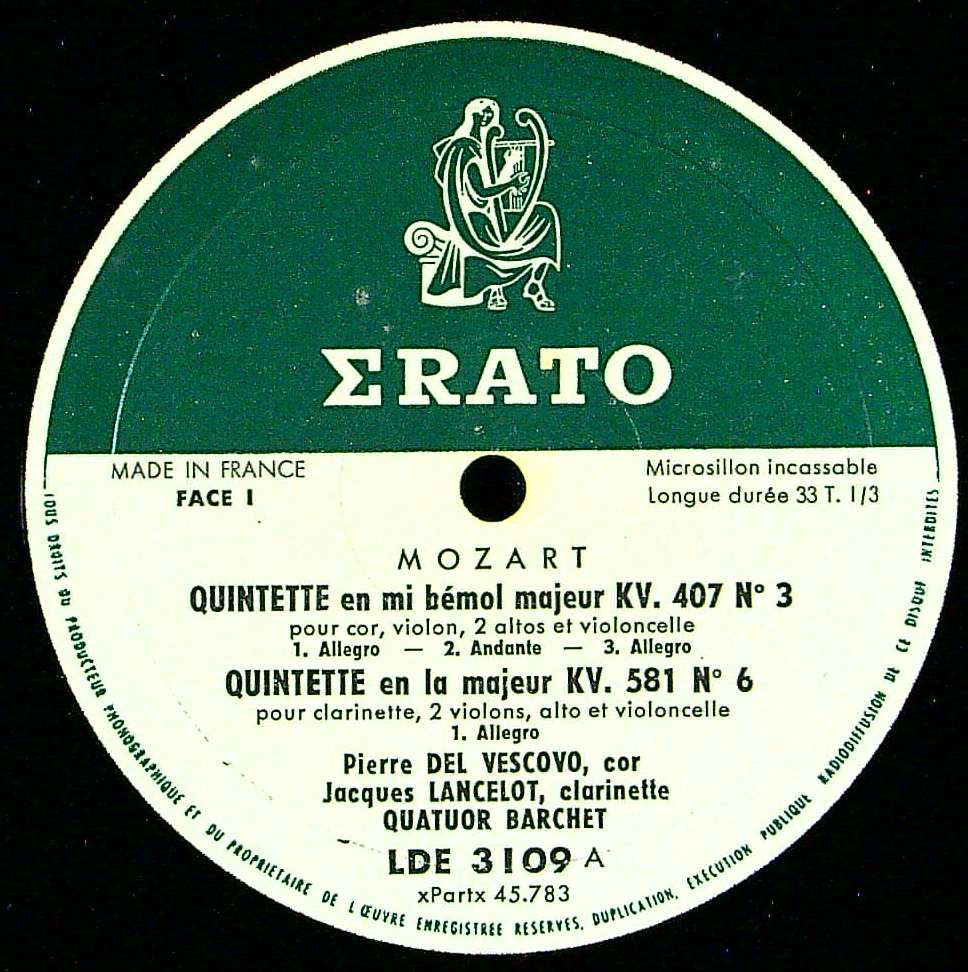 ΣRATO
MADE IN FRANCE
FACE I
Microsillon incassable
Longue durée 33 T. 1/3
MOZART
QUINTETTE en mi bémol majeur KV. 407 N° 3
pour cor, violon, 2 altos et violoncelle
1. Allegro — 2. Andante — 3. Allegro
QUINTETTE en la majeur KV. 581 N° 6
pour clarinette, 2 violons, alto et violoncelle
1. Allegro
Pierre DEL VESCOVO, cor
Jacques LANCELOT, clarinette
QUATUOR BARCHET
LDE 3109 A
xPartx 45.783
TOUS DROITS du PRODUCTEUR PHONOGRAPHIQUE ET DU PROPRIETAIRE DE L ŒUVRE ENREGISTREE RESERVES. DUPLICATION, EXECUTION PUBLIQUE RADIODIFFUSION DE CE DISQUE INTERDITES